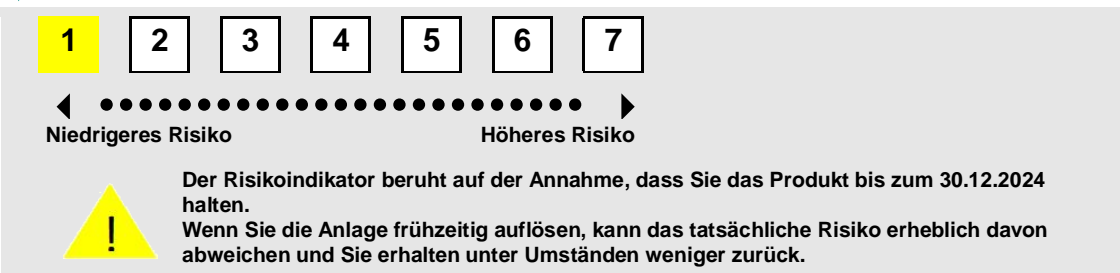 1 2 3 4 5 6 7
Niedrigeres Risiko Höheres Risiko
Der Risikoindikator beruht auf der Annahme, dass Sie das Produkt bis zum 30.12.2024
halten.
Wenn Sie die Anlage frühzeitig auflösen, kann das tatsächliche Risiko erheblich davon
abweichen und Sie erhalten unter Umständen weniger zurück.
!